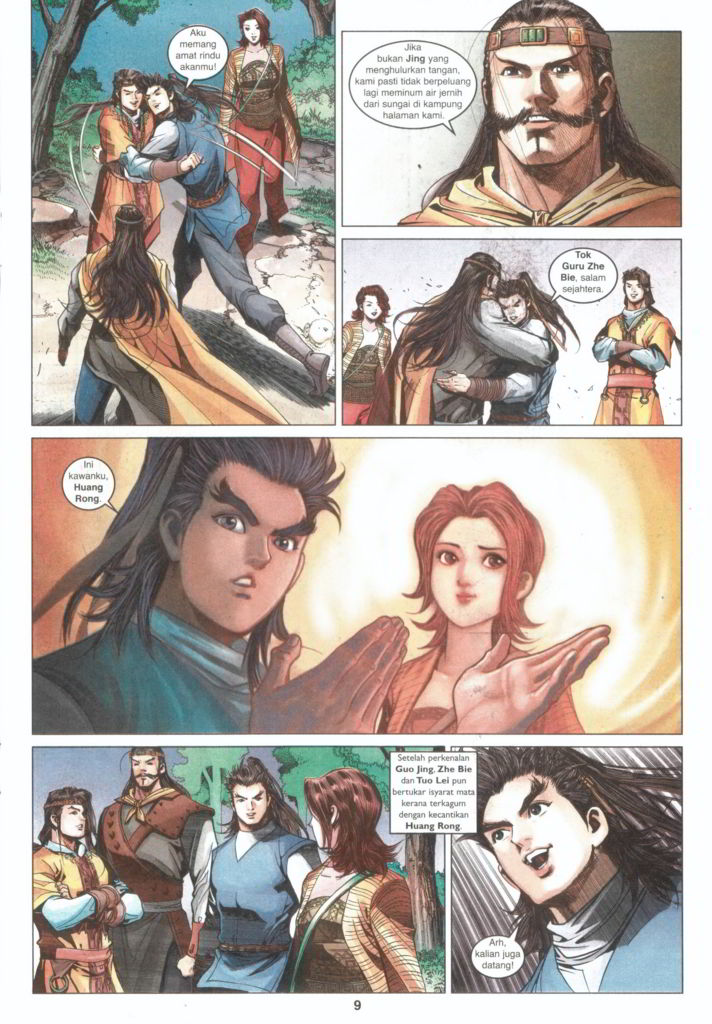 Aku
memang
amat rindu
akanmu!
Jika
bukan Jing yang
menghulurkan tangan,
kami pasti tidak berpeluang
lagi meminum air jernih
dari sungai di kampung
halaman kami.
Tok
Guru Zhe
Bie, salam
sejahtera.
Ini
kawanku,
Huang
Rong.
Setelah perkenalan
Guo Jing, Zhe Bie
dan Tuo Lei pun
bertukar isyarat mata
kerana terkagum
dengan kecantikan
Huang Rong.
Arh,
kalian juga
datang!
9